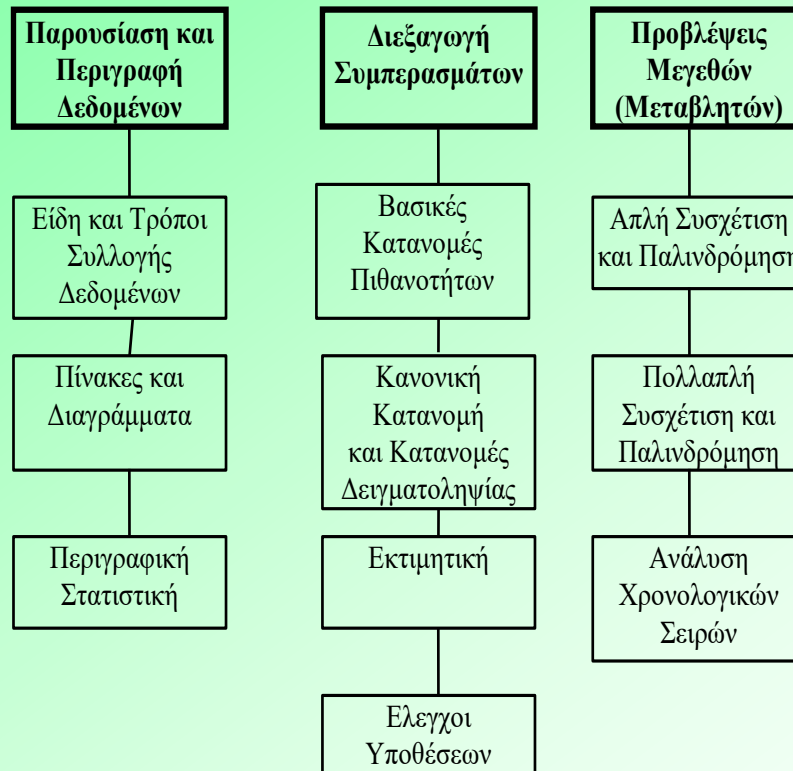 Παρουσίαση και
Περιγραφή
Δεδομένων
Είδη και Τρόποι
Συλλογής
Δεδομένων
Πίνακες και
Διαγράμματα
Περιγραφική
Στατιστική
Διεξαγωγή
Συμπερασμάτων
Βασικές
Κατανομές
Πιθανοτήτων
Κανονική
Κατανομή
και Κατανομές
Δειγματοληψίας
Εκτιμητική
Ελεγχοι
Υποθέσεων
Προβλέψεις
Μεγεθών
(Μεταβλητών)
Απλή Συσχέτιση
και Παλινδρόμηση
Πολλαπλή
Συσχέτιση και
Παλινδρόμηση
Ανάλυση
Χρονολογικών
Σειρών